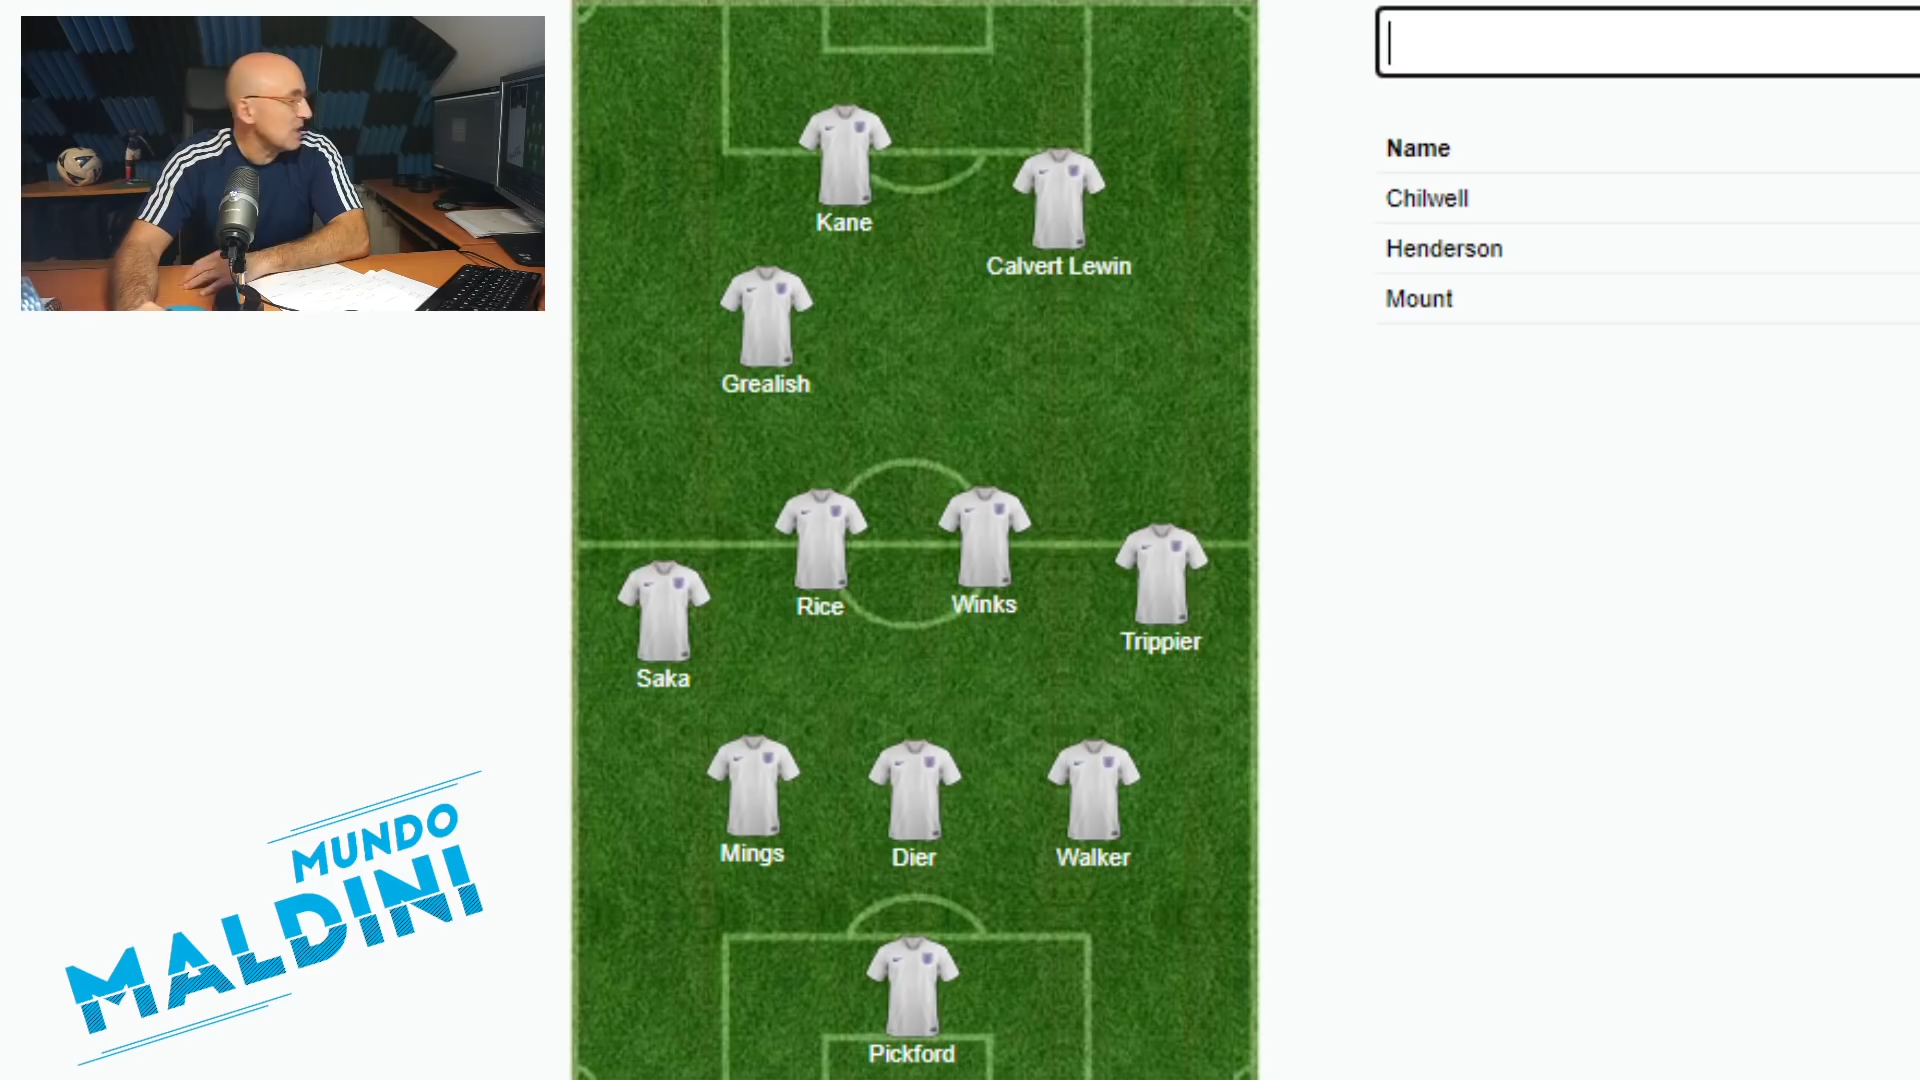 Kane
Calvert Lewin
Grealish
Rice
Winks
Trippier
Saka
Mings
Dier
Walker
Pickford
Name
Chilwell
Henderson
Mount
MUNDO
MALDINI